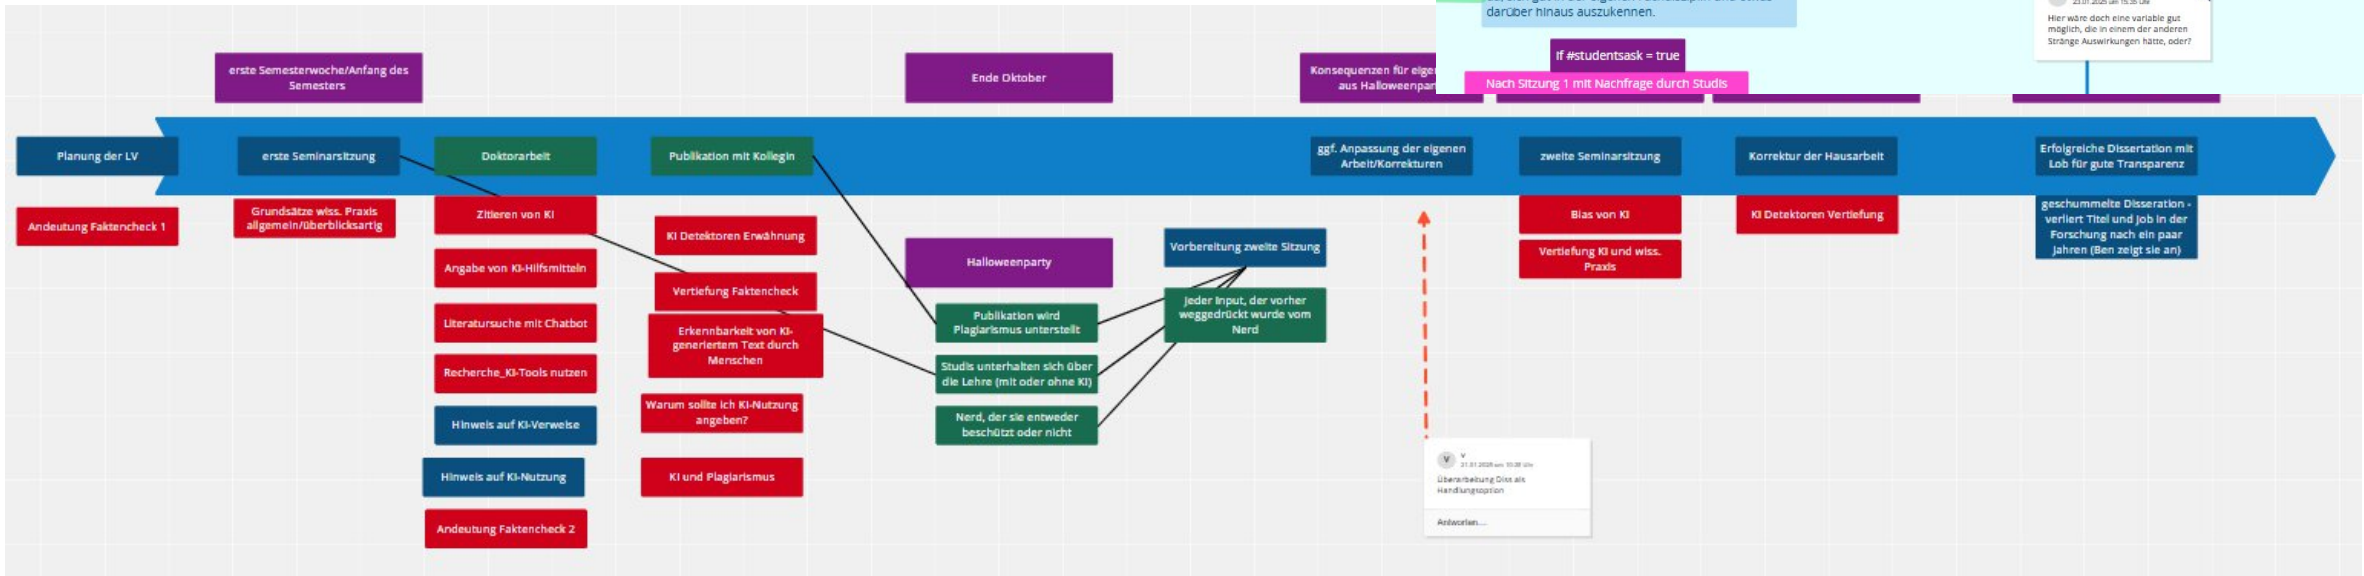 darüber hinaus auszukennen.
If #studentsask = true
Nach Sitzung 1 mit Nachfrage durch Studis
23.01.2025 um 15:35 Uhr
Hier wäre doch eine variable gut
möglich, die in einem der anderen
Stränge Auswirkungen hätte, oder?
erste Semesterwoche/Anfang des
Semesters
Ende Oktober
Konsequenzen für
aus Halloweenpar
Planung der LV
erste Seminarsitzung
Doktorarbeit
Publikation mit Kollegin
ggf. Anpassung der eigenen
Arbeit/Korrekturen
zweite Seminarsitzung
Korrektur der Hausarbeit
Erfolgreiche Dissertation mit
Lob für gute Transparenz
Andeutung Faktencheck 1
Grundsätze wiss. Praxis
allgemein/überblicksartig
Zitieren von KI
Angabe von KI-Hilfsmitteln
Literatursuche mit Chatbot
Recherche_KI-Tools nutzen
Hinweis auf KI-Verweise
Hinweis auf KI-Nutzung
Andeutung Faktencheck 2
KI Detektoren Erwähnung
Vertiefung Faktencheck
Erkennbarkeit von KI-
generiertem Text durch
Menschen
Warum sollte ich KI-Nutzung
angeben?
KI und Plagiarismus
Halloweenparty
Publikation wird
Plagiarismus unterstellt
Studis unterhalten sich über
die Lehre (mit oder ohne KI)
Nerd, der sie entweder
beschützt oder nicht
Vorbereitung zweite Sitzung
Jeder Input, der vorher
weggedrückt wurde vom
Nerd
V
V
Überarbeitung Diss als
Handlungsoption
Antworten...
Bias von KI
Vertiefung KI und wiss.
Praxis
KI Detektoren Vertiefung
geschummelte Disseration -
verliert Titel und Job in der
Forschung nach ein paar
Jahren (Ben zeigt sie an)